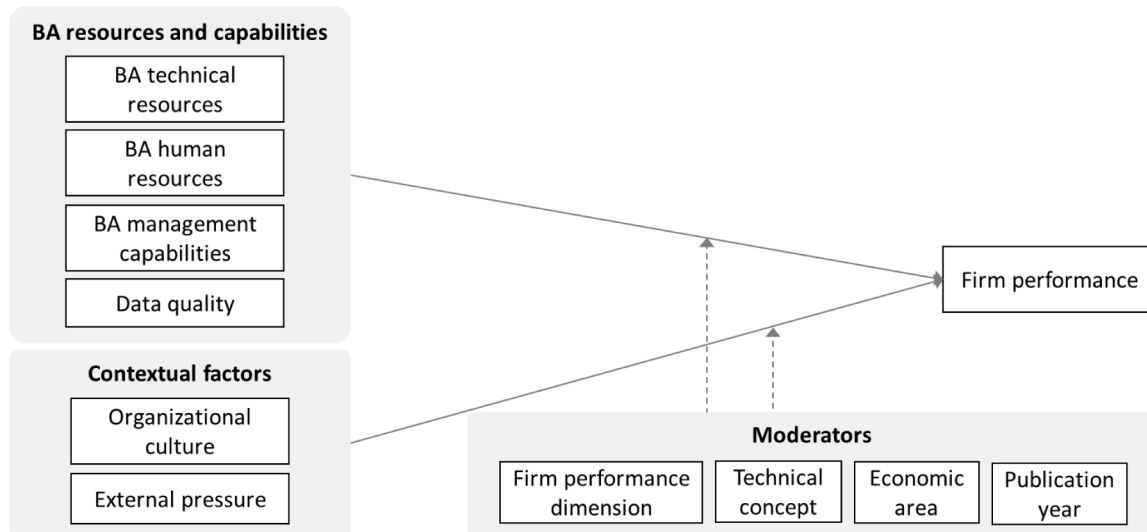 BA resources and capabilities
BA technical
resources
BA human
resources
BA management
capabilities
Data quality
Firm performance
Contextual factors
Organizational
culture
External pressure
Moderators
Firm performance
dimension
Technical
concept
Economic
area
Publication
year